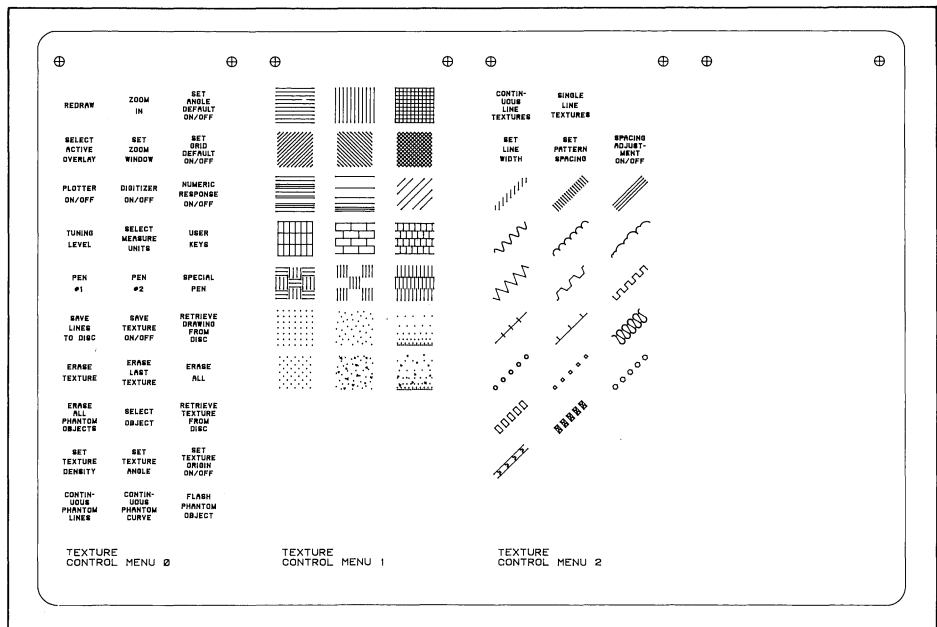 REDRAW
ZOOM
IN
SET
ANGLE
DEFAULT
ON/OFF
SELECT
ACTIVE
OVERLAY
SET
ZOOM
WINDOW
SET
GRID
DEFAULT
ON/OFF
PLOTTER
ON/OFF
DIGITIZER
ON/OFF
NUMERIC
RESPONSE
ON/OFF
TUNING
LEVEL
SELECT
MEASURE
UNITS
USER
KEYS
PEN
#1
PEN
#2
SPECIAL
PEN
SAVE
LINES
TO DISC
SAVE
TEXTURE
ON/OFF
RETRIEVE
DRAWING
FROM
DISC
ERASE
TEXTURE
ERASE
LAST
TEXTURE
ERASE
ALL
ERASE
ALL
PHANTOM
OBJECTS
SELECT
OBJECT
RETRIEVE
TEXTURE
FROM
DISC
SET
TEXTURE
DENSITY
SET
TEXTURE
ANGLE
SET
TEXTURE
ORIGIN
ON/OFF
CONTIN-
UOUS
PHANTOM
LINES
CONTIN-
UOUS
PHANTOM
CURVE
FLASH
PHANTOM
OBJECT
TEXTURE
CONTROL MENU 0
TEXTURE
CONTROL MENU 1
CONTIN-
UOUS
LINE
TEXTURES
SINGLE
LINE
TEXTURES
SET
LINE
WIDTH
SET
PATTERN
SPACING
SPACING
ADJUST-
MENT
ON/OFF
TEXTURE
CONTROL MENU 2